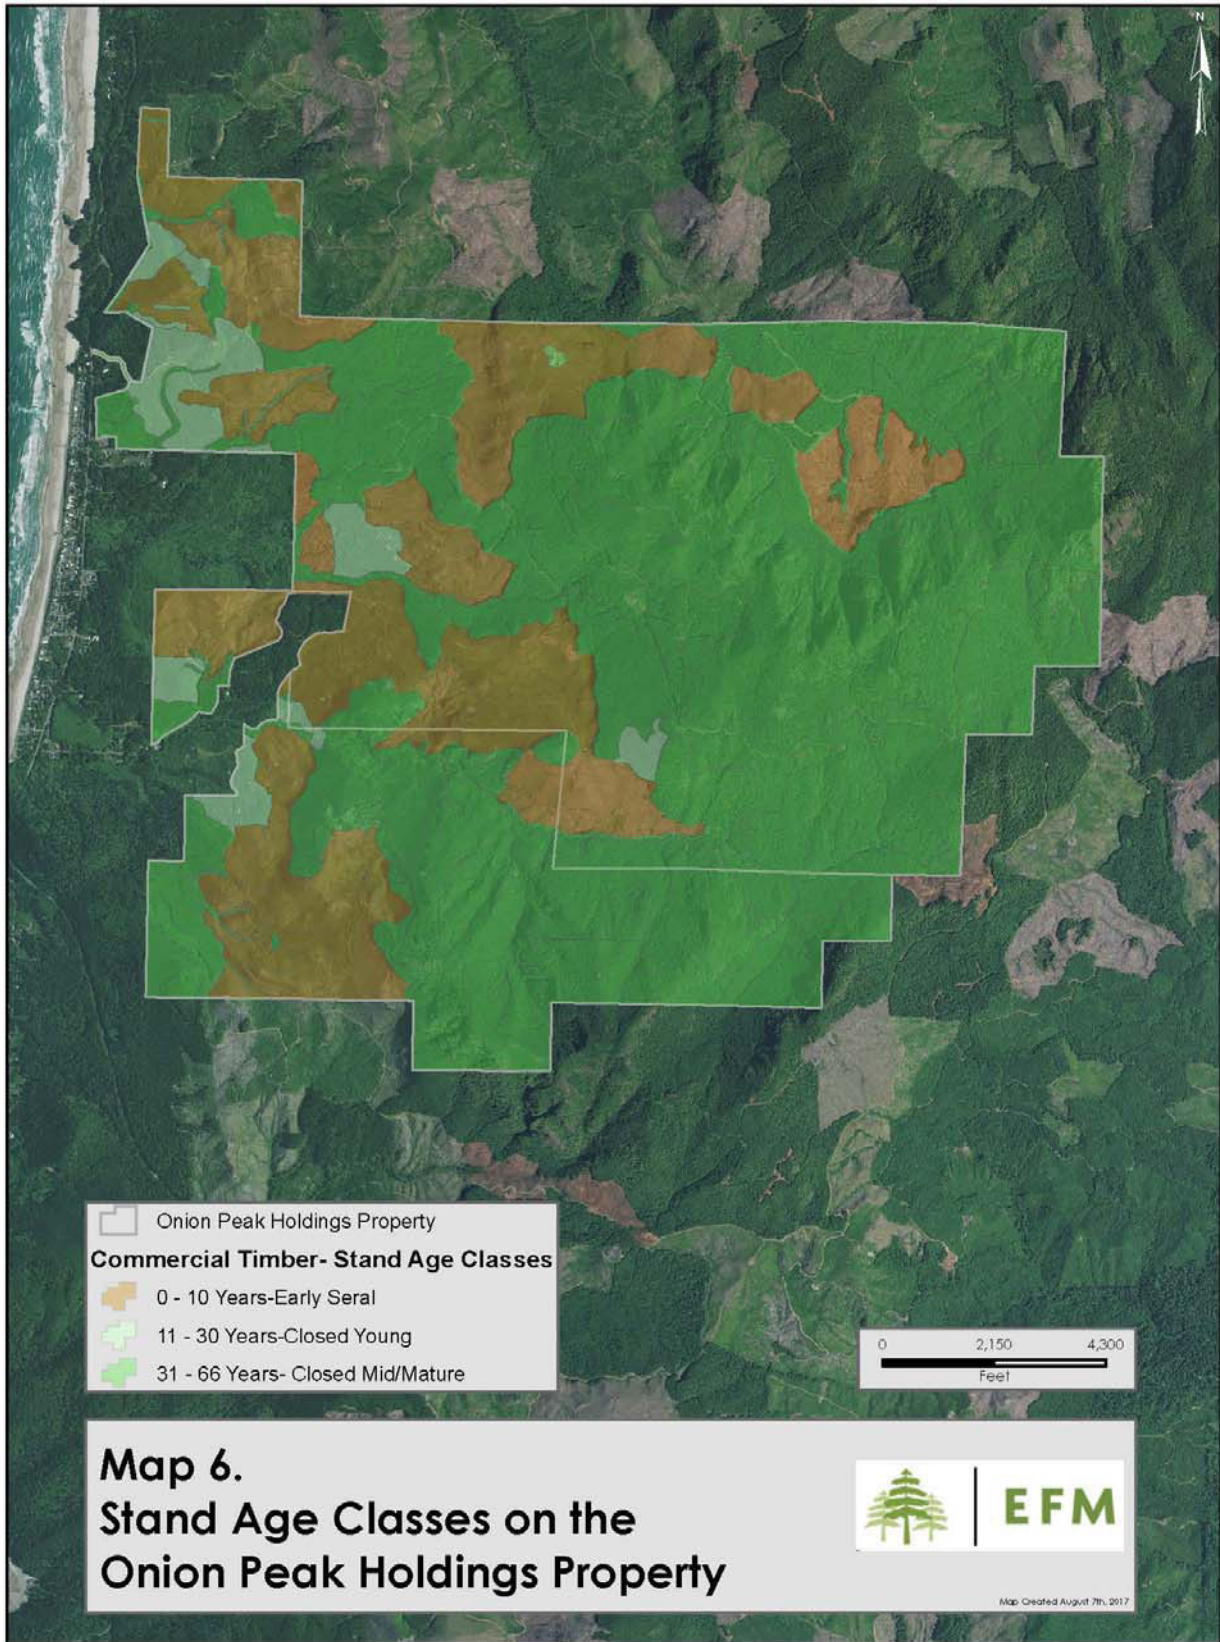 N
Onion Peak Holdings Property
Commercial Timber- Stand Age Classes
0 - 10 Years-Early Seral
11 - 30 Years-Closed Young
31 - 66 Years- Closed Mid/Mature
0 2,150 4,300
Feet
Map 6.
Stand Age Classes on the
Onion Peak Holdings Property
EFM
Map Created August 7th, 2017